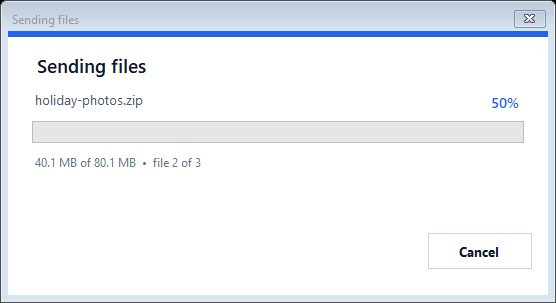 Sending files
Sending files
holiday-photos.zip
50%
40.1 MB of 80.1 MB • file 2 of 3
Cancel